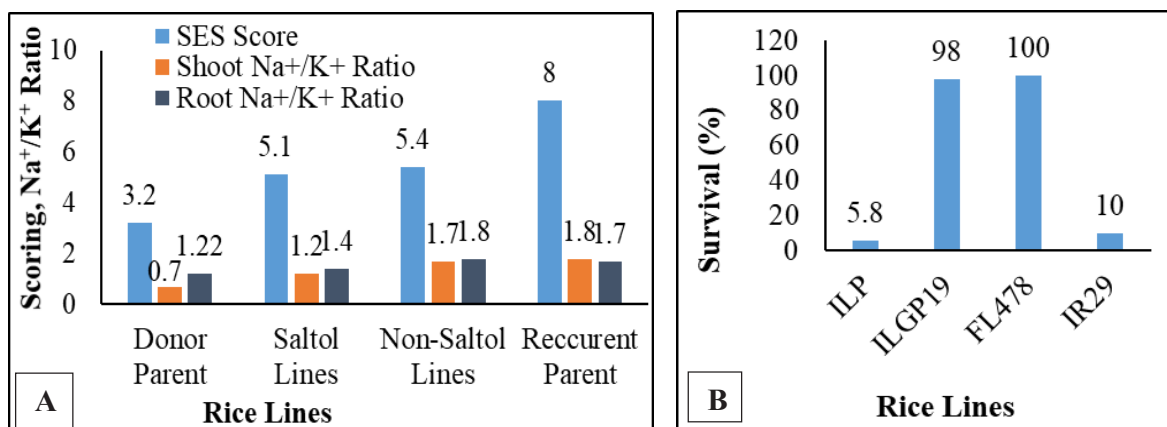 Scoring, Na+/K+ Ratio
10
8
6
4
2
0
SES Score
Shoot Na+/K+ Ratio
Root Na+/K+ Ratio
3.2
0.7
1.22
5.1
1.2
1.4
5.4
1.7
1.8
8
1.8
1.7
Donor Parent
Saltol Lines
Non-Saltol Lines
Reccurent Parent
Rice Lines
A
Survival (%)
120
100
80
60
40
20
0
5.8
98
100
10
ILP
ILGP19
FL478
IR29
Rice Lines
B